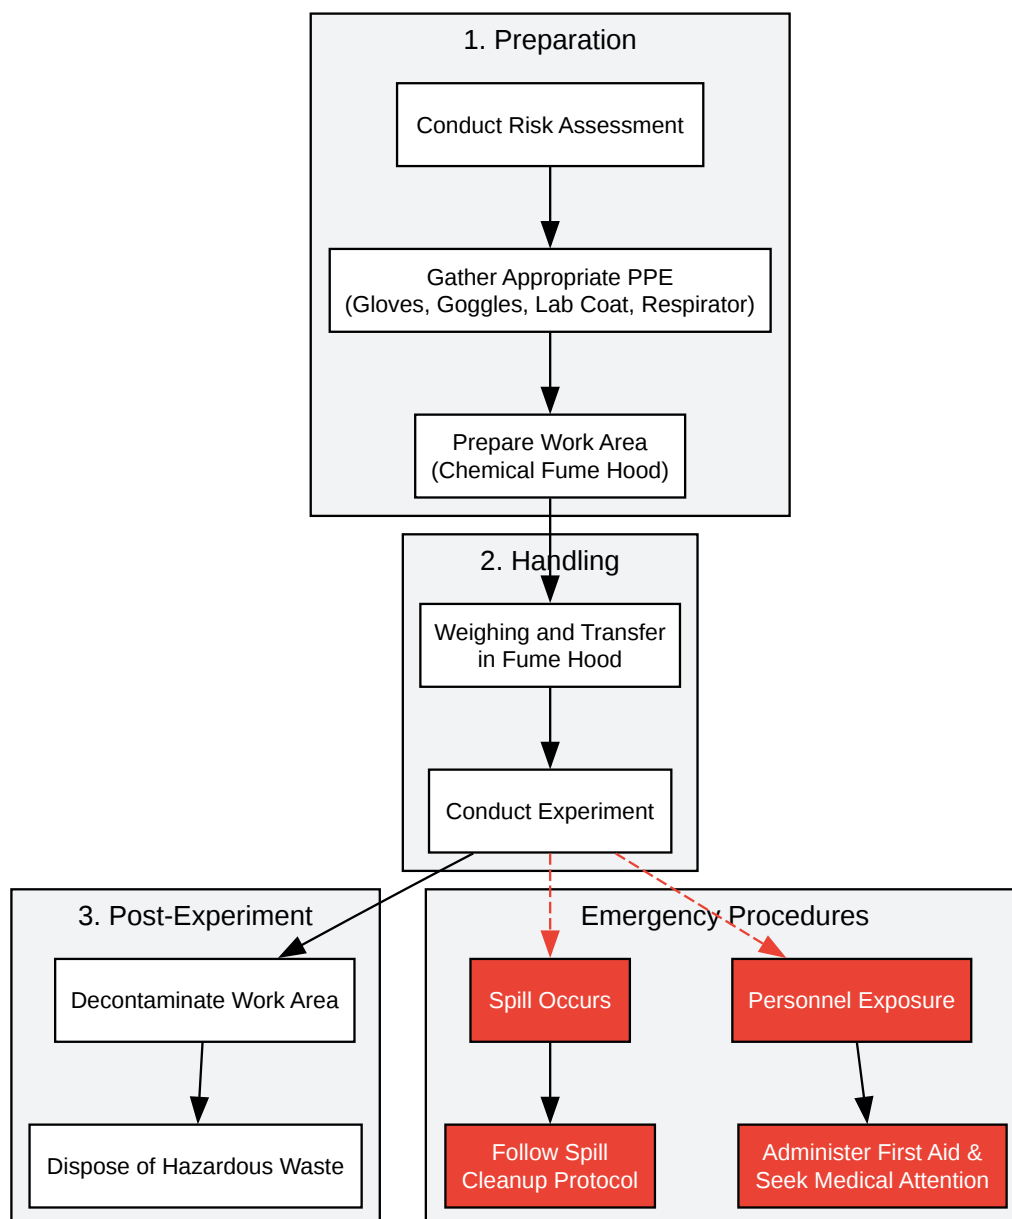 1. Preparation
Conduct Risk Assessment
Gather Appropriate PPE
(Gloves, Goggles, Lab Coat, Respirator)
Prepare Work Area
(Chemical Fume Hood)
2. Handling
Weighing and Transfer
in Fume Hood
Conduct Experiment
3. Post-Experiment
Decontaminate Work Area
Dispose of Hazardous Waste
Emergency Procedures
Spill Occurs
Personnel Exposure
Follow Spill
Cleanup Protocol
Administer First Aid &
Seek Medical Attention